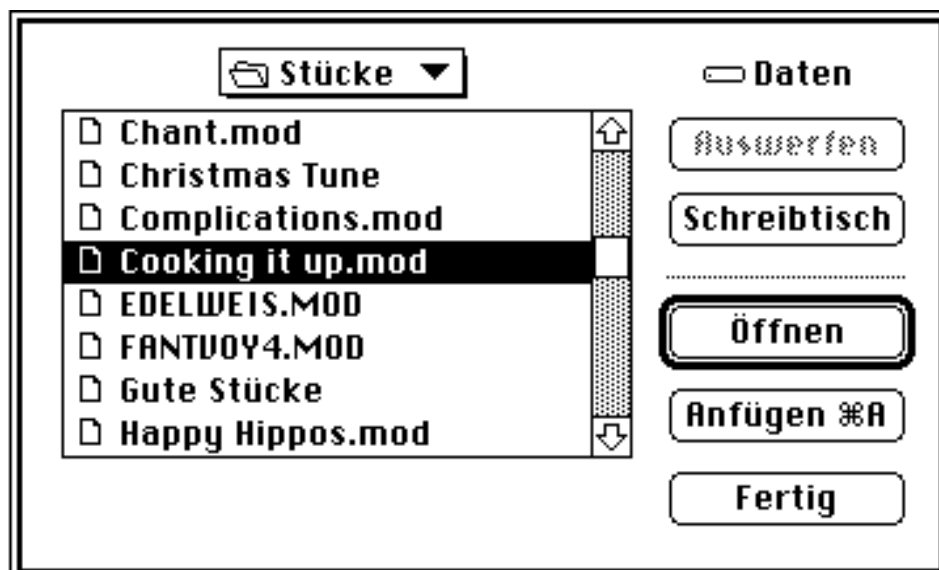 Stücke
Daten
Chant.mod
Christmas Tune
Complications.mod
Cooking it up.mod
EDELWEIS.MOD
FANTVOY4.MOD
Gute Stücke
Happy Hippos.mod
Auswerfen
Schreibtisch
Öffnen
Anfügen ⌘A
Fertig